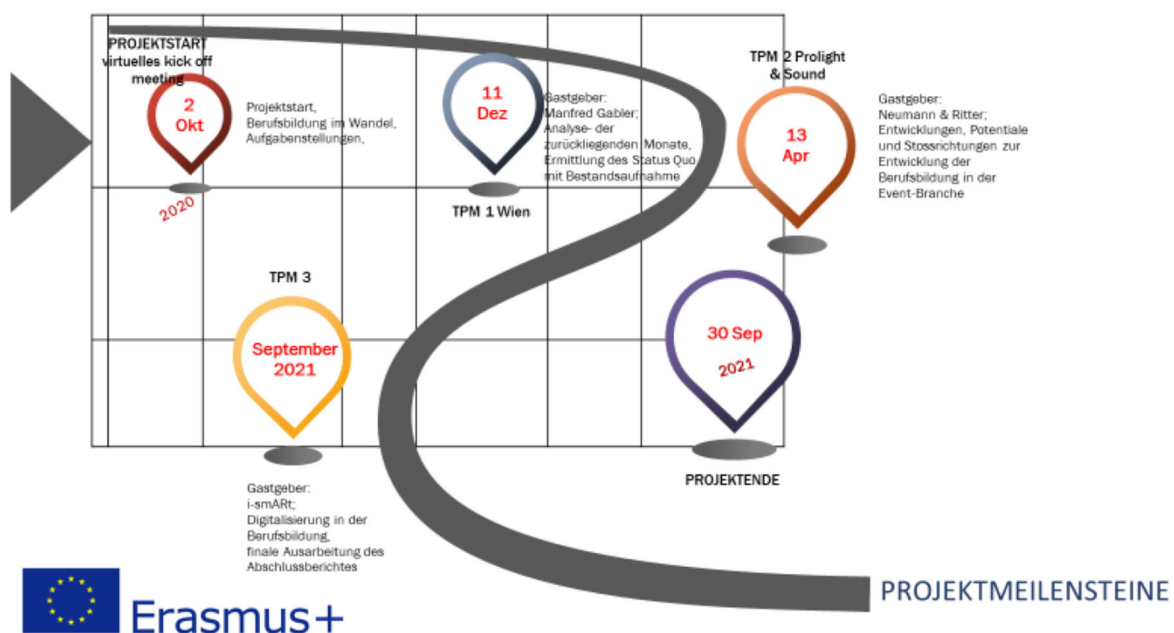 PROJEKTSTART
virtuelles kick off
meeting
2
Okt
2020
Projektstart,
Berufsbildung im Wandel,
Aufgabenstellungen,
11
Dez
TPM 1 Wien
Gastgeber:
Manfred Gabler;
Analyse- der
zurückliegenden Monate,
Ermittlung des Status Quo
mit Bestandsaufnahme
TPM 2 Prolight
& Sound
13
Apr
Gastgeber:
Neumann & Ritter;
Entwicklungen, Potentiale
und Stossrichtungen zur
Entwicklung der
Berufsbildung in der
Event-Branche
TPM 3
September
2021
Gastgeber:
i-smARt;
Digitalisierung in der
Berufsbildung,
finale Ausarbeitung des
Abschlussberichtes
30 Sep
2021
PROJEKTENDE
PROJEKTMEILENSTEINE
Erasmus+